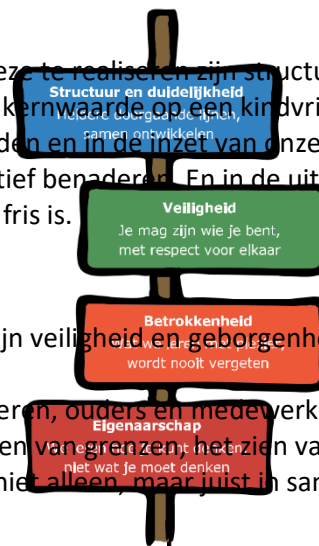 eze te realiseren zijn structu
Structuur en duidelijkheid
Heldere doorgaande lijnen,
kernwaarde op een kindvri
samen ontwikkelen
den en in de inzet van onze
tief benaderen. En in de uit
Veiligheid
fris is.
Je mag zijn wie je bent,
met respect voor elkaar
Betrokkenheid
jn veiligheid en geborgenhe
wordt nooit vergeten
eren, ouders en medewerk
Eigenaarschap
en van grenzen, het zien va
je kunt denken,
niet wat je moet denken
niet alleen, maar juist in